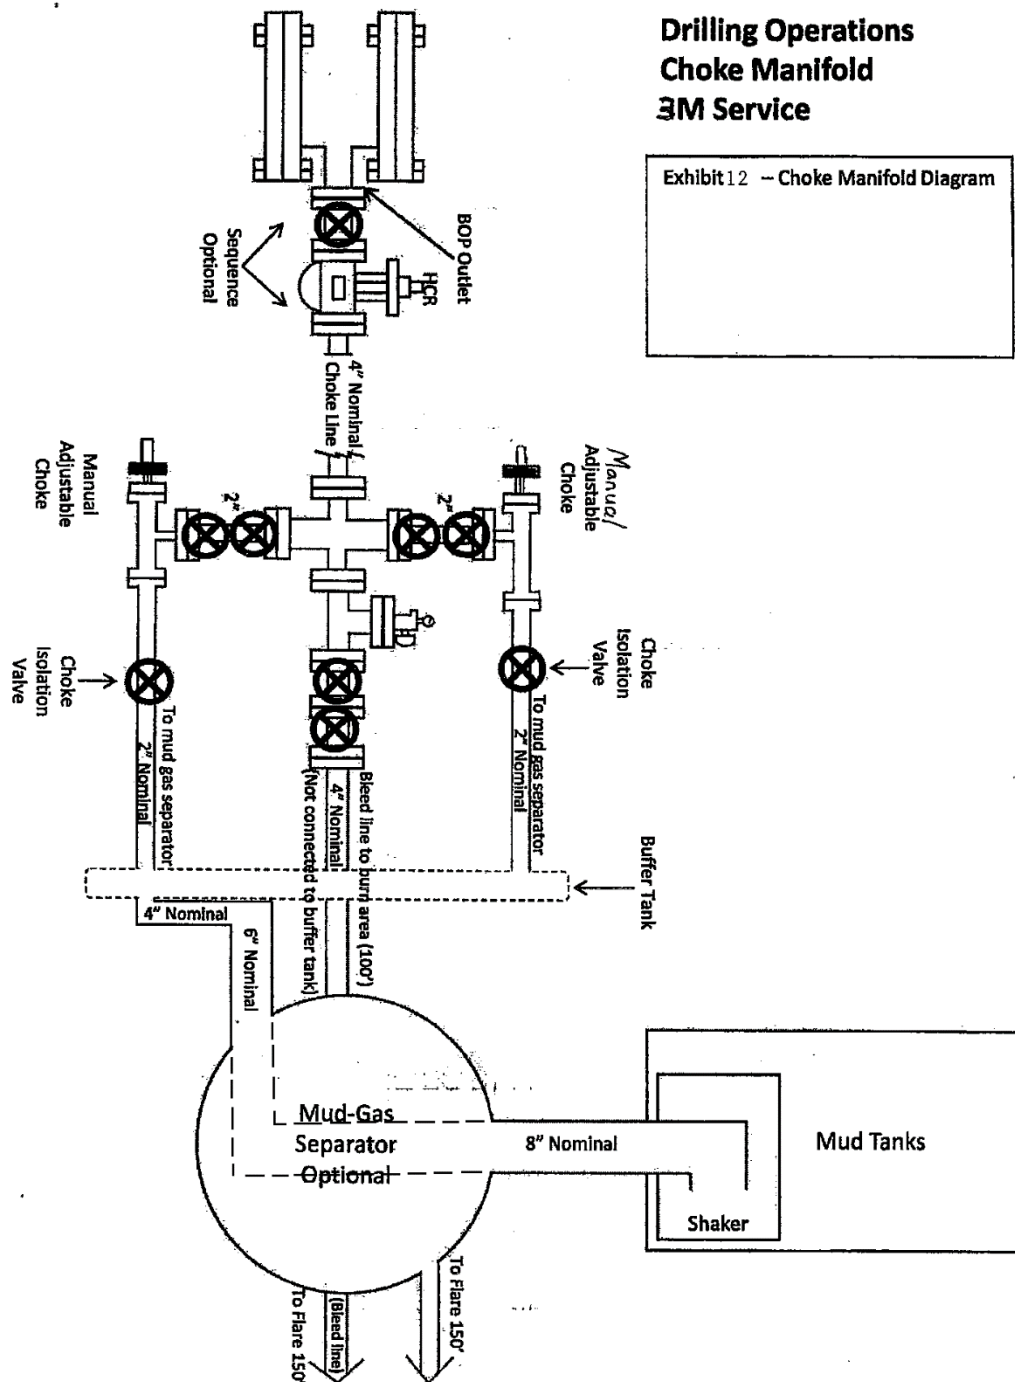 Drilling Operations
Choke Manifold
3M Service
Exhibit 12 – Choke Manifold Diagram
BOP Outlet
Sequence
Optional
HCR
4" Nominal
Choke Line
Manual
Adjustable
Choke
Manual
Adjustable
Choke
2"
2"
Choke
Isolation
Valve
Choke
Isolation
Valve
To mud gas separator
2" Nominal
Bleed line to burn area (100')
4" Nominal
(Not connected to buffer tank)
To mud gas separator
2" Nominal
Buffer Tank
4" Nominal
6" Nominal
Mud-Gas
Separator
Optional
8" Nominal
Mud Tanks
Shaker
To Flare 150'
(Bleed line)
To Flare 150'